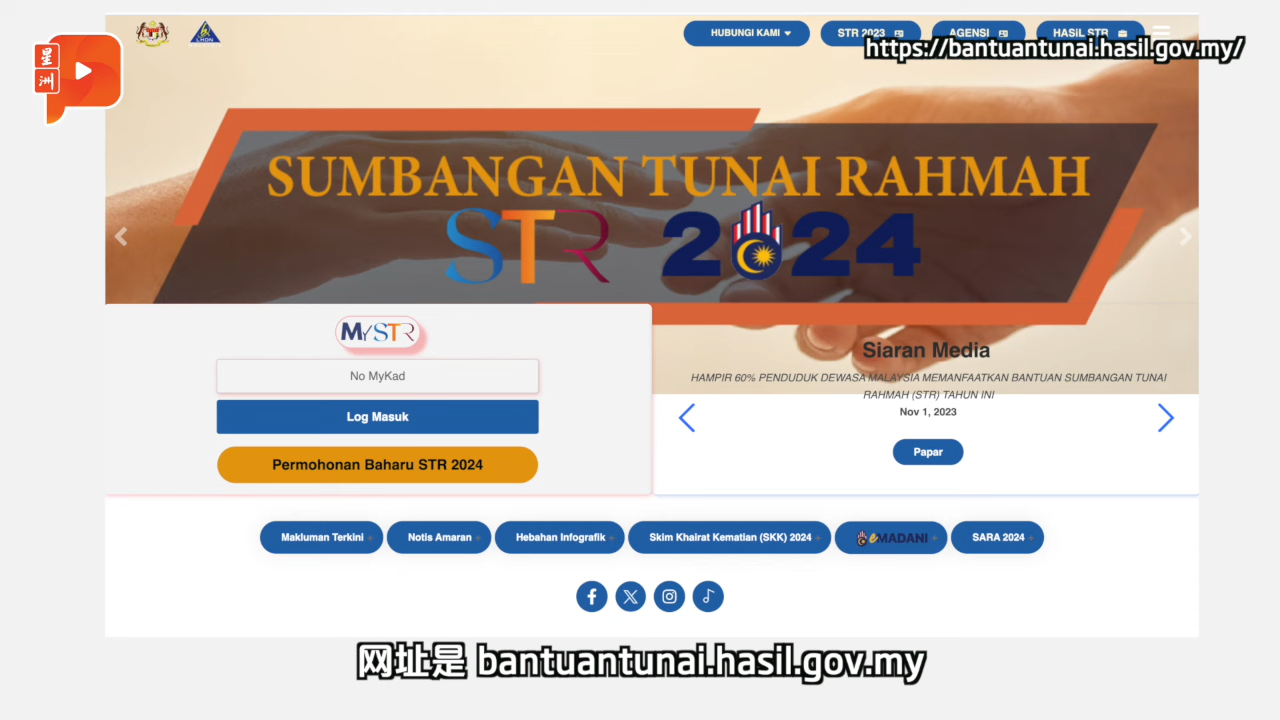 LHDN
HUBUNGI KAMI
STR 2023
AGENSI
HASIL STR
https://bantuantunai.hasil.gov.my/
星洲
SUMBANGAN TUNAI RAHMAH
STR 2024
MySTR
No MyKad
Log Masuk
Permohonan Baharu STR 2024
Siaran Media
HAMPIR 60% PENDUDUK DEWASA MALAYSIA MEMANFAATKAN BANTUAN SUMBANGAN TUNAI
RAHMAH (STR) TAHUN INI
Nov 1, 2023
Papar
Makluman Terkini +
Notis Amaran +
Hebahan Infografik +
Skim Khairat Kematian (SKK) 2024 +
eMADANI +
SARA 2024 +
网址是 bantuantunai.hasil.gov.my